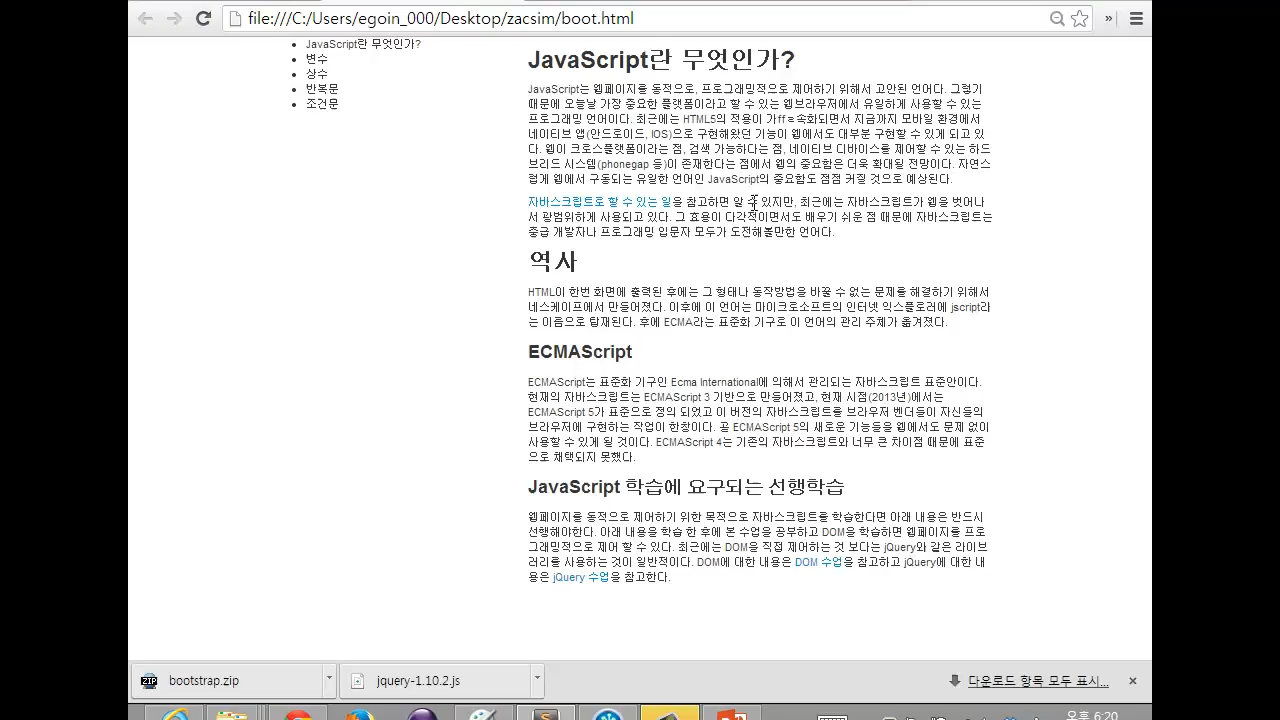 file:///C:/Users/egoin_000/Desktop/zacsim/boot.html
»
JavaScript란 무엇인가?
변수
상수
반복문
조건문
JavaScript란 무엇인가?
JavaScript는 웹페이지를 동적으로, 프로그래밍적으로 제어하기 위해서 고안된 언어다. 그렇기
때문에 오늘날 가장 중요한 플랫폼이라고 할 수 있는 웹브라우저에서 유일하게 사용할 수 있는
프로그래밍 언어이다. 최근에는 HTML5의 적용이 가ffㅌ속화되면서 지금까지 모바일 환경에서
네이티브 앱(안드로이드, IOS)으로 구현해왔던 기능이 웹에서도 대부분 구현할 수 있게 되고 있
다. 웹이 크로스플랫폼이라는 점, 검색 가능하다는 점, 네이티브 디바이스를 제어할 수 있는 하드
브리드 시스템(phonegap 등)이 존재한다는 점에서 웹의 중요함은 더욱 확대될 전망이다. 자연스
럽게 웹에서 구동되는 유일한 언어인 JavaScript의 중요함도 점점 커질 것으로 예상된다.
자바스크립트로 할 수 있는 일을 참고하면 알 수 있지만, 최근에는 자바스크립트가 웹을 벗어나
서 광범위하게 사용되고 있다. 그 효용이 다각적이면서도 배우기 쉬운 점 때문에 자바스크립트는
중급 개발자나 프로그래밍 입문자 모두가 도전해볼만한 언어다.
역사
HTML이 한번 화면에 출력된 후에는 그 형태나 동작방법을 바꿀 수 없는 문제를 해결하기 위해서
네스케이프에서 만들어졌다. 이후에 이 언어는 마이크로소프트의 인터넷 익스플로러에 jscript라
는 이름으로 탑재된다. 후에 ECMA라는 표준화 기구로 이 언어의 관리 주체가 옮겨졌다.
ECMAScript
ECMAScript는 표준화 기구인 Ecma International에 의해서 관리되는 자바스크립트 표준안이다.
현재의 자바스크립트는 ECMAScript 3 기반으로 만들어졌고, 현재 시점(2013년)에서는
ECMAScript 5가 표준으로 정의 되었고 이 버전의 자바스크립트를 브라우저 벤더들이 자신들의
브라우저에 구현하는 작업이 한창이다. 곧 ECMAScript 5의 새로운 기능들을 웹에서도 문제 없이
사용할 수 있게 될 것이다. ECMAScript 4는 기존의 자바스크립트와 너무 큰 차이점 때문에 표준
으로 채택되지 못했다.
JavaScript 학습에 요구되는 선행학습
웹페이지를 동적으로 제어하기 위한 목적으로 자바스크립트를 학습한다면 아래 내용은 반드시
선행해야한다. 아래 내용을 학습 한 후에 본 수업을 공부하고 DOM을 학습하면 웹페이지를 프로
그래밍적으로 제어 할 수 있다. 최근에는 DOM을 직접 제어하는 것 보다는 jQuery와 같은 라이브
러리를 사용하는 것이 일반적이다. DOM에 대한 내용은 DOM 수업을 참고하고 jQuery에 대한 내
용은 jQuery 수업을 참고한다.
ZIP bootstrap.zip
jquery-1.10.2.js
다운로드 항목 모두 표시...
오후 6:20